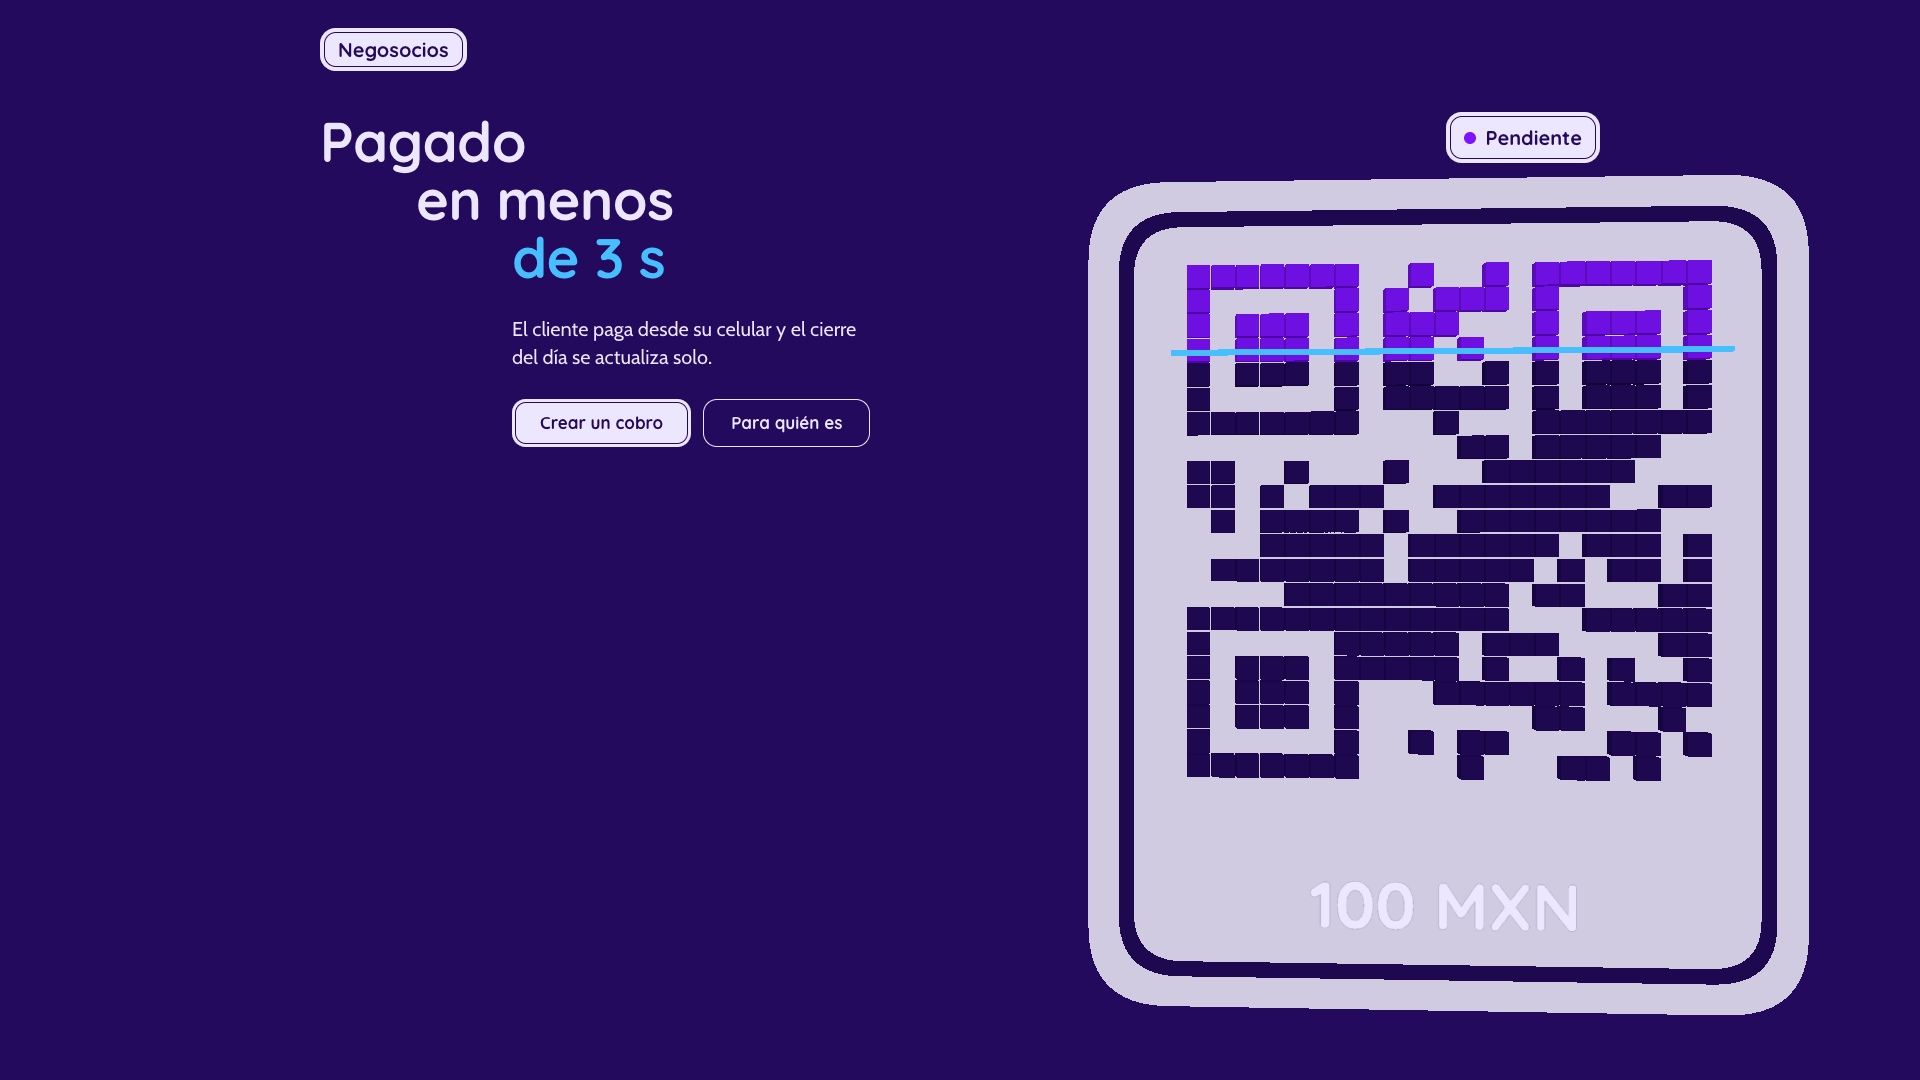 Negosocios
Pagado
en menos
de 3 s
El cliente paga desde su celular y el cierre
del día se actualiza solo.
Crear un cobro
Para quién es
Pendiente
100 MXN